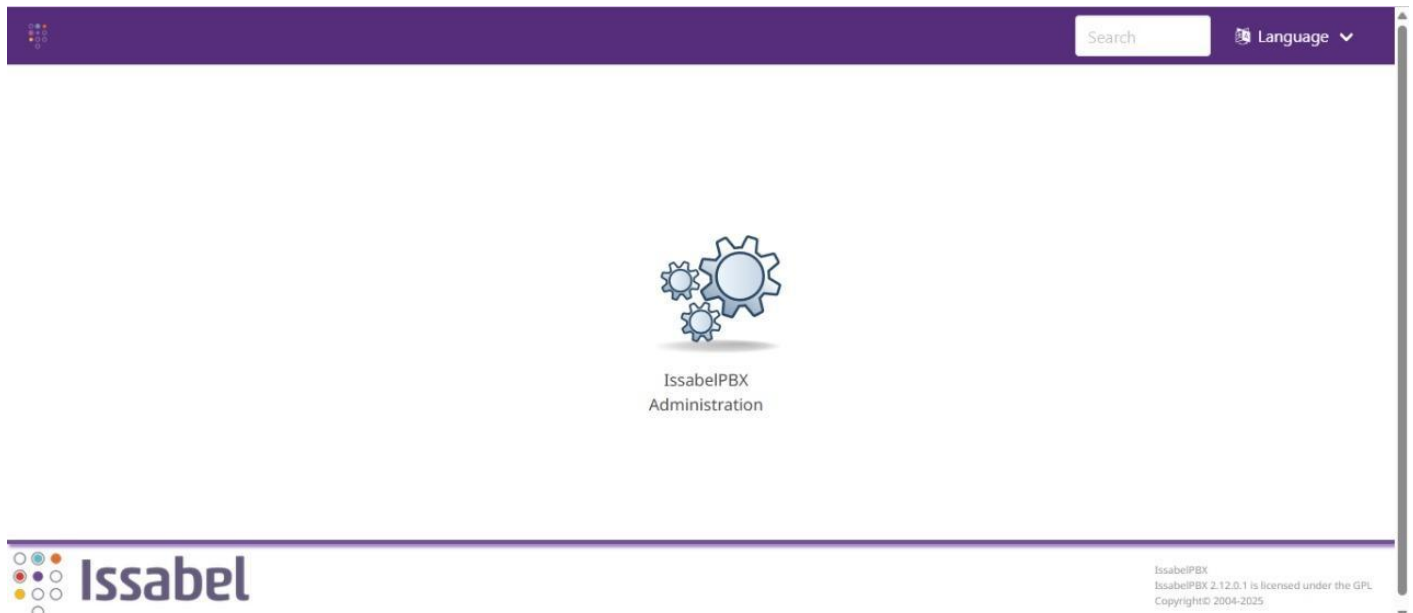 Search
Language
IssabelPBX
Administration
Issabel
IssabelPBX
IssabelPBX 2.12.0.1 is licensed under the GPL
Copyright© 2004-2025